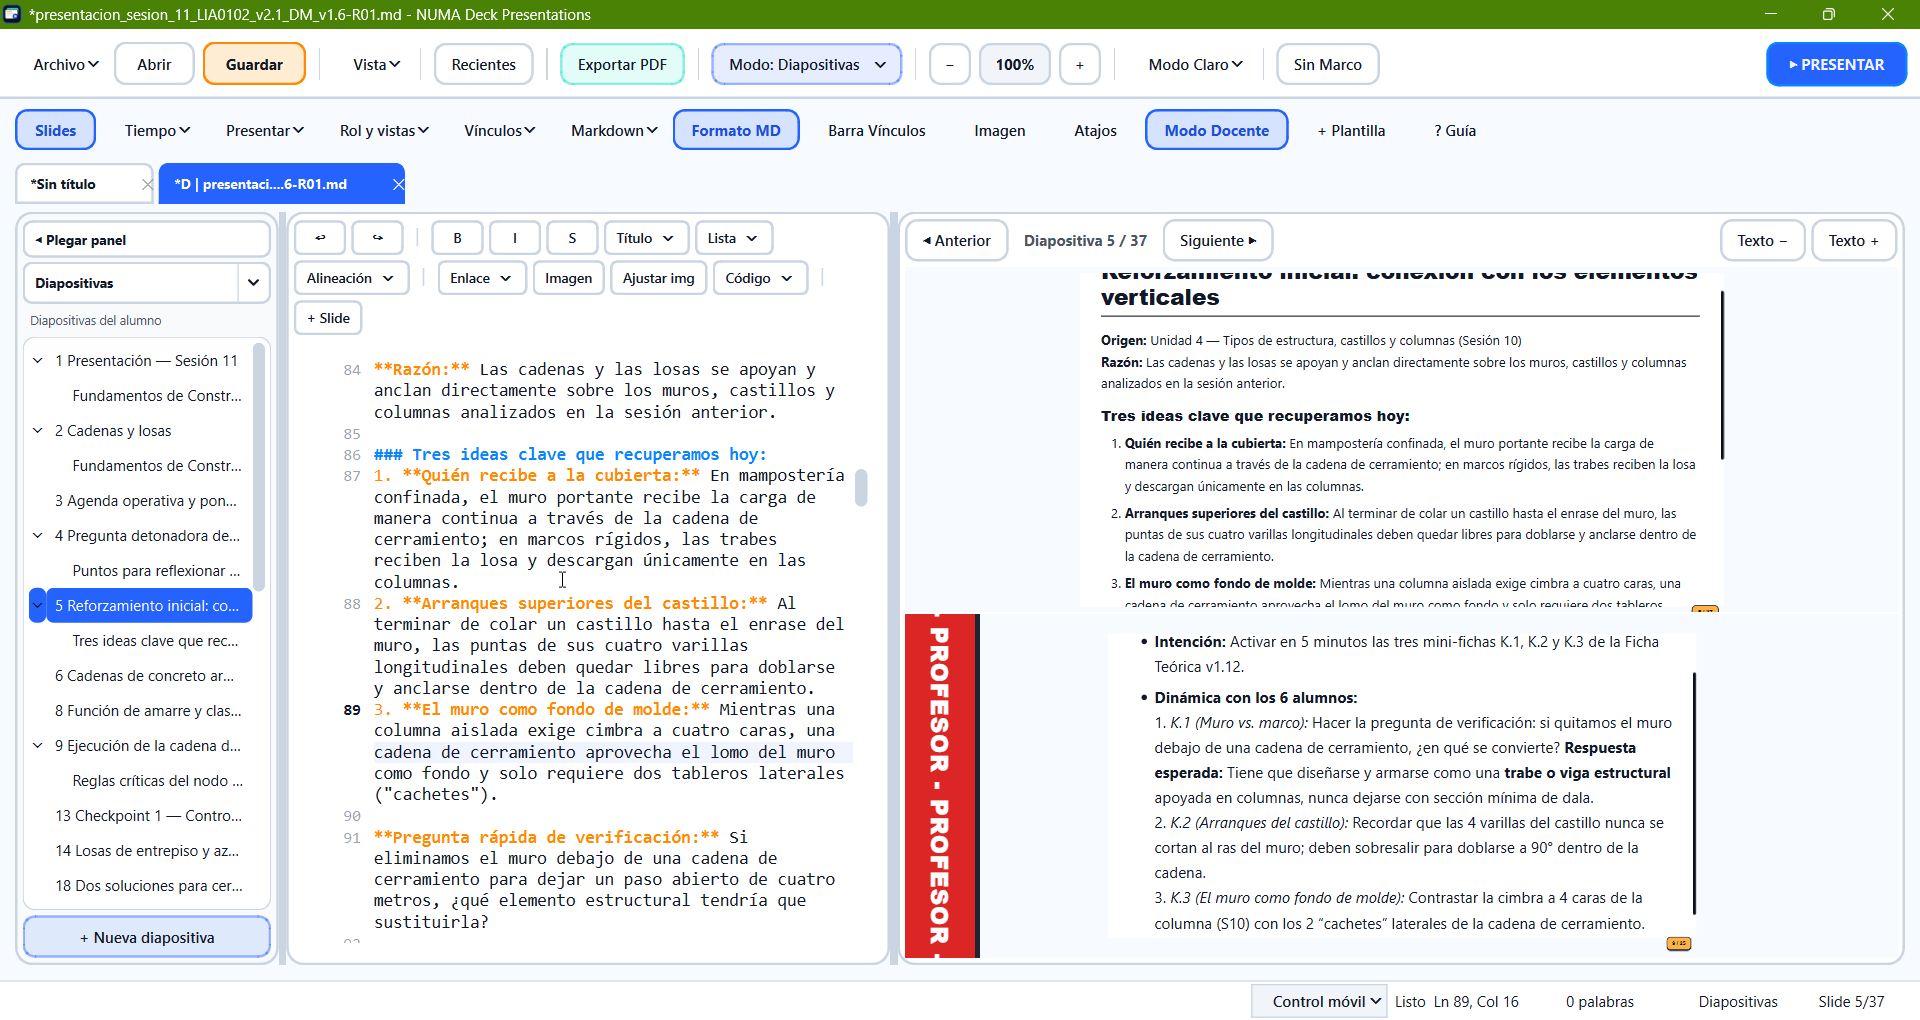 *presentacion_sesion_11_LIA0102_v2.1_DM_v1.6-R01.md - NUMA Deck Presentations
Archivo Abrir Guardar Vista Recientes Exportar PDF Modo: Diapositivas − 100% + Modo Claro Sin Marco ▸ PRESENTAR
Slides Tiempo Presentar Rol y vistas Vínculos Markdown Formato MD Barra Vínculos Imagen Atajos Modo Docente + Plantilla ? Guía
*Sin título *D | presentaci....6-R01.md
◂ Plegar panel
Diapositivas
Diapositivas del alumno
1 Presentación — Sesión 11
Fundamentos de Constr...
2 Cadenas y losas
Fundamentos de Constr...
3 Agenda operativa y pon...
4 Pregunta detonadora de...
Puntos para reflexionar ...
5 Reforzamiento inicial: co...
Tres ideas clave que rec...
6 Cadenas de concreto ar...
8 Función de amarre y clas...
9 Ejecución de la cadena d...
Reglas críticas del nodo ...
13 Checkpoint 1 — Contro...
14 Losas de entrepiso y az...
18 Dos soluciones para cer...
+ Nueva diapositiva
B I S Título Lista
Alineación Enlace Imagen Ajustar img Código
+ Slide
84 **Razón:** Las cadenas y las losas se apoyan y
anclan directamente sobre los muros, castillos y
columnas analizados en la sesión anterior.
85
86 ### Tres ideas clave que recuperamos hoy:
87 1. **Quién recibe a la cubierta:** En mampostería
confinada, el muro portante recibe la carga de
manera continua a través de la cadena de
cerramiento; en marcos rígidos, las trabes
reciben la losa y descargan únicamente en las
columnas.
88 2. **Arranques superiores del castillo:** Al
terminar de colar un castillo hasta el enrase del
muro, las puntas de sus cuatro varillas
longitudinales deben quedar libres para doblarse
y anclarse dentro de la cadena de cerramiento.
89 3. **El muro como fondo de molde:** Mientras una
columna aislada exige cimbra a cuatro caras, una
cadena de cerramiento aprovecha el lomo del muro
como fondo y solo requiere dos tableros laterales
("cachetes").
90
91 **Pregunta rápida de verificación:** Si
eliminamos el muro debajo de una cadena de
cerramiento para dejar un paso abierto de cuatro
metros, ¿qué elemento estructural tendría que
sustituirla?
◂ Anterior Diapositiva 5 / 37 Siguiente ▸ Texto − Texto +
Reforzamiento inicial: conexión con los elementos
verticales
Origen: Unidad 4 — Tipos de estructura, castillos y columnas (Sesión 10)
Razón: Las cadenas y las losas se apoyan y anclan directamente sobre los muros, castillos y columnas
analizados en la sesión anterior.
Tres ideas clave que recuperamos hoy:
1. Quién recibe a la cubierta: En mampostería confinada, el muro portante recibe la carga de
manera continua a través de la cadena de cerramiento; en marcos rígidos, las trabes reciben la losa
y descargan únicamente en las columnas.
2. Arranques superiores del castillo: Al terminar de colar un castillo hasta el enrase del muro, las
puntas de sus cuatro varillas longitudinales deben quedar libres para doblarse y anclarse dentro de
la cadena de cerramiento.
3. El muro como fondo de molde: Mientras una columna aislada exige cimbra a cuatro caras, una
cadena de cerramiento aprovecha el lomo del muro como fondo y solo requiere dos tableros
PROFESOR - PROFESOR -
• Intención: Activar en 5 minutos las tres mini-fichas K.1, K.2 y K.3 de la Ficha
Teórica v1.12.
• Dinámica con los 6 alumnos:
1. K.1 (Muro vs. marco): Hacer la pregunta de verificación: si quitamos el muro
debajo de una cadena de cerramiento, ¿en qué se convierte? Respuesta
esperada: Tiene que diseñarse y armarse como una trabe o viga estructural
apoyada en columnas, nunca dejarse con sección mínima de dala.
2. K.2 (Arranques del castillo): Recordar que las 4 varillas del castillo nunca se
cortan al ras del muro; deben sobresalir para doblarse a 90° dentro de la
cadena.
3. K.3 (El muro como fondo de molde): Contrastar la cimbra a 4 caras de la
columna (S10) con los 2 “cachetes” laterales de la cadena de cerramiento.
Control móvil Listo Ln 89, Col 16 0 palabras Diapositivas Slide 5/37